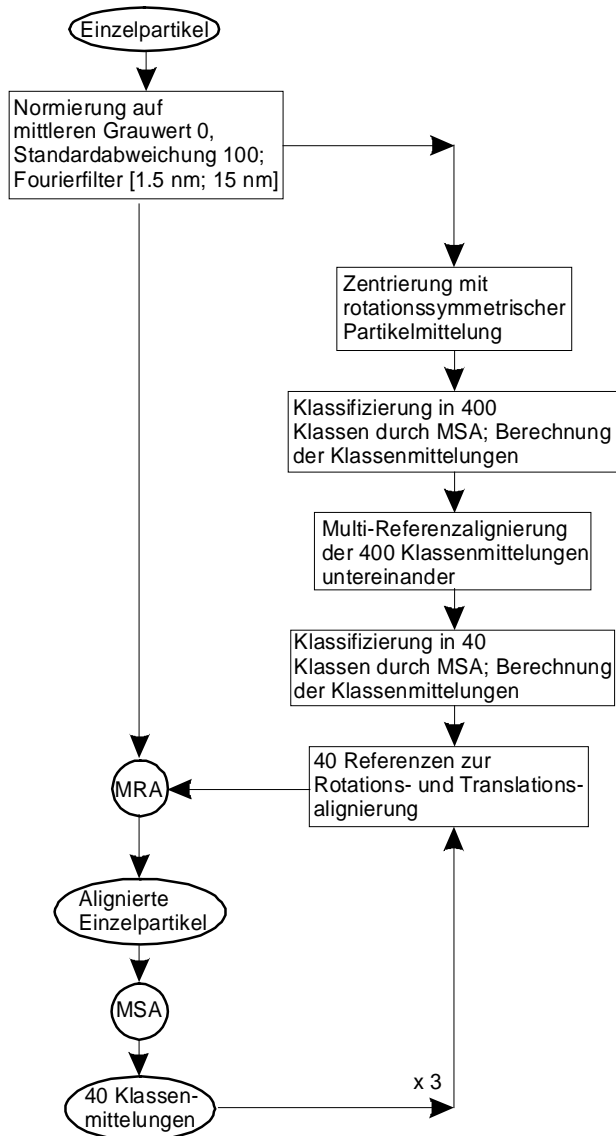 Einzelpartikel
Normierung auf
mittleren Grauwert 0,
Standardabweichung 100;
Fourierfilter [1.5 nm; 15 nm]
Zentrierung mit
rotationssymmetrischer
Partikelmittelung
Klassifizierung in 400
Klassen durch MSA; Berechnung
der Klassenmittelungen
Multi-Referenzalignierung
der 400 Klassenmittelungen
untereinander
Klassifizierung in 40
Klassen durch MSA; Berechnung
der Klassenmittelungen
40 Referenzen zur
Rotations- und Translations-
alignierung
MRA
Alignierte
Einzelpartikel
MSA
40 Klassen-
mittelungen
x 3